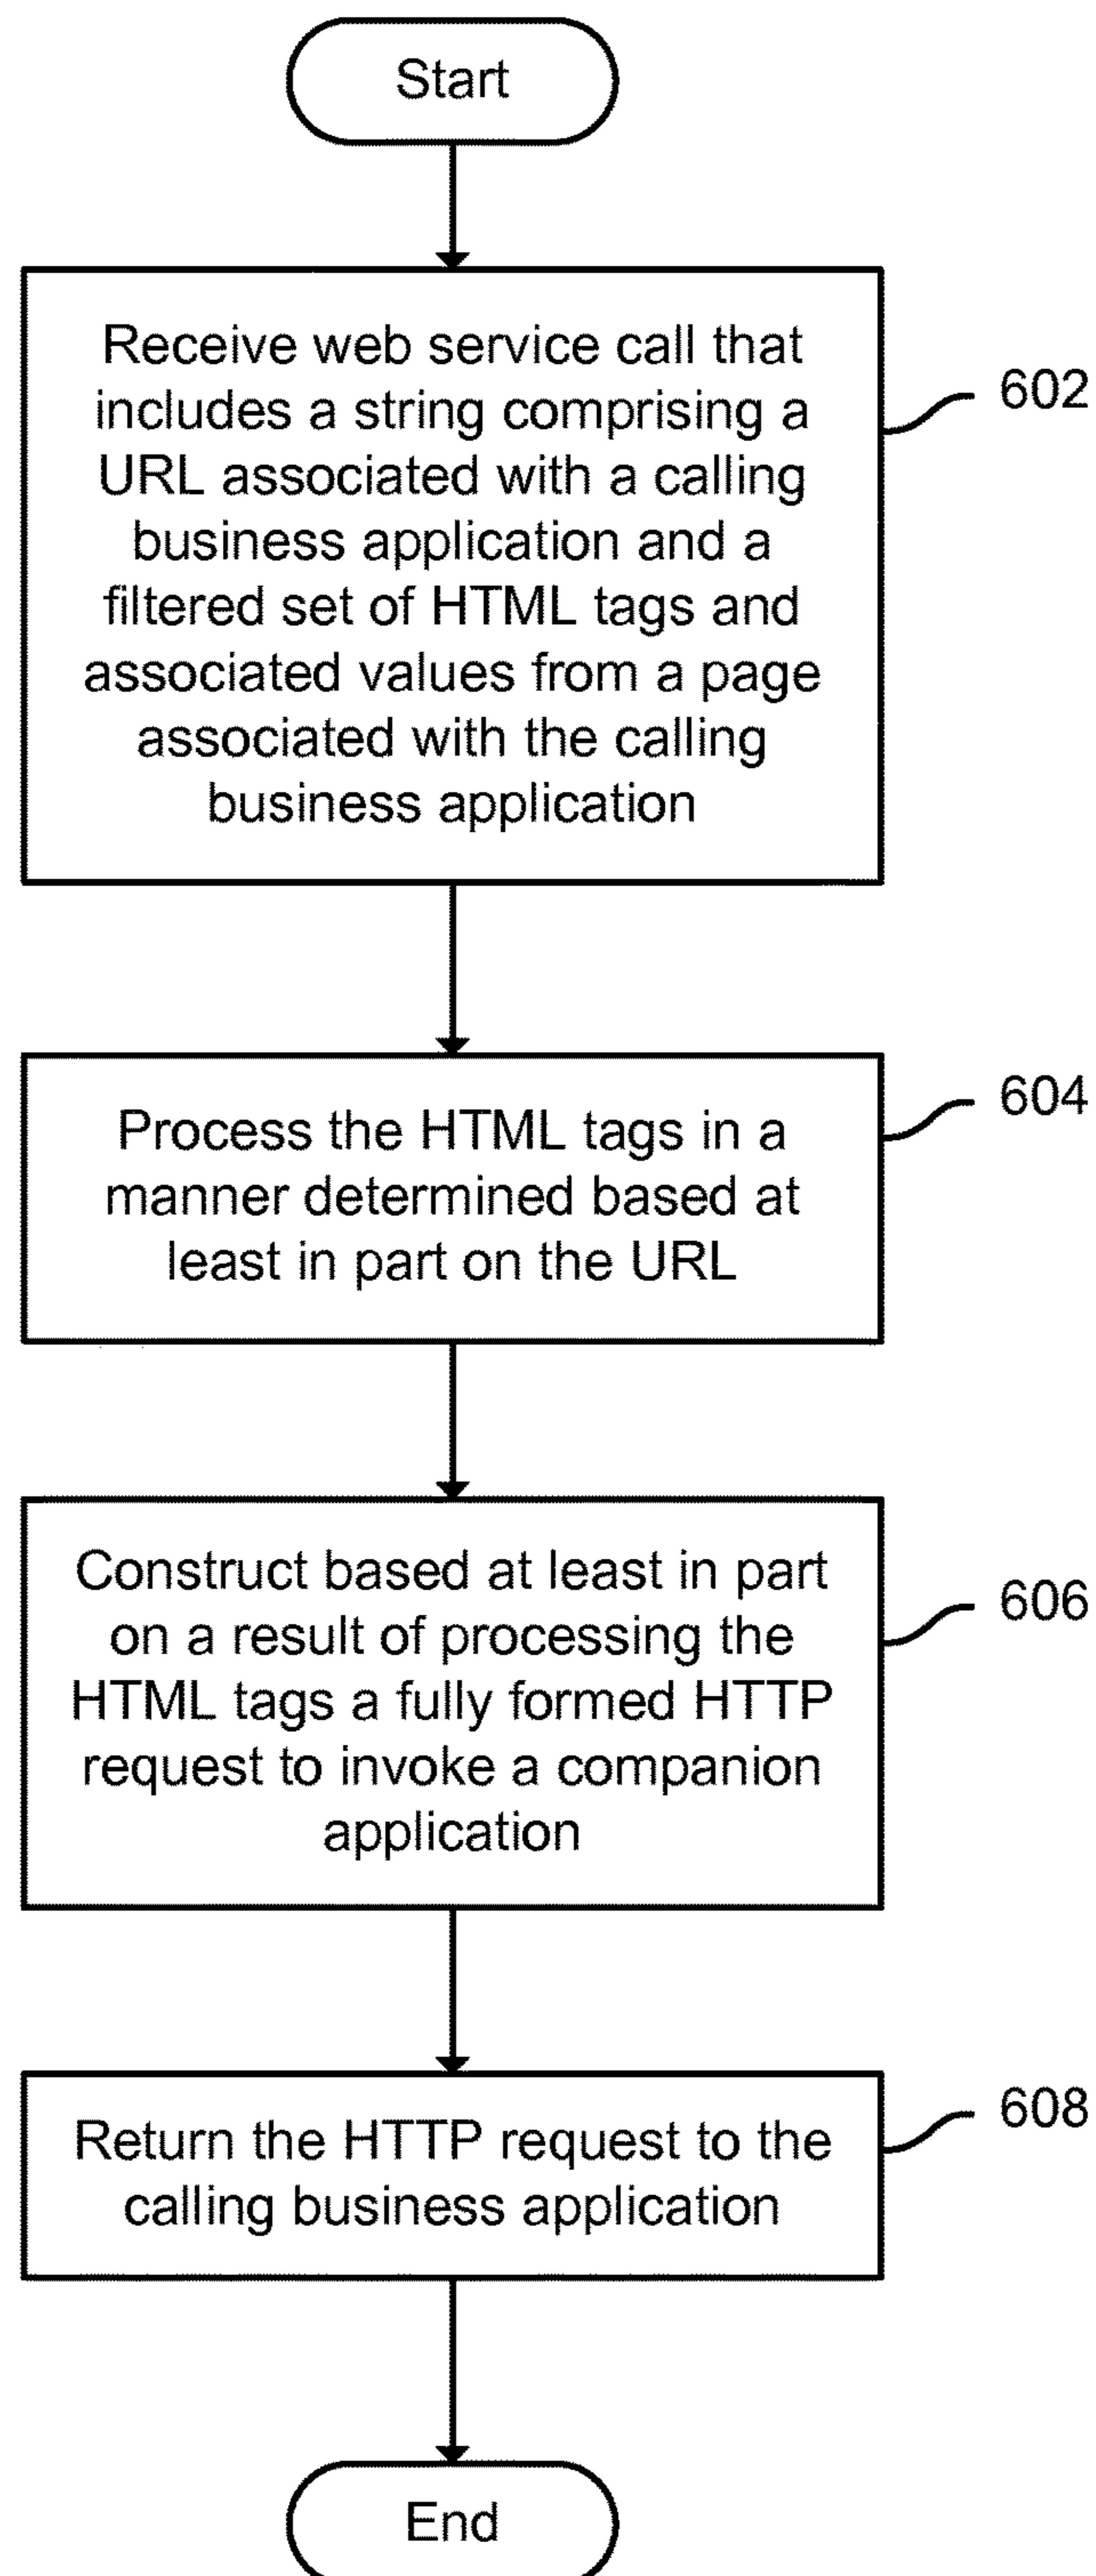 Start
Receive web service call that
includes a string comprising a
URL associated with a calling
business application and a
filtered set of HTML tags and
associated values from a page
associated with the calling
business application
602
Process the HTML tags in a
manner determined based at
least in part on the URL
604
Construct based at least in part
on a result of processing the
HTML tags a fully formed HTTP
request to invoke a companion
application
606
Return the HTTP request to the
calling business application
608
End